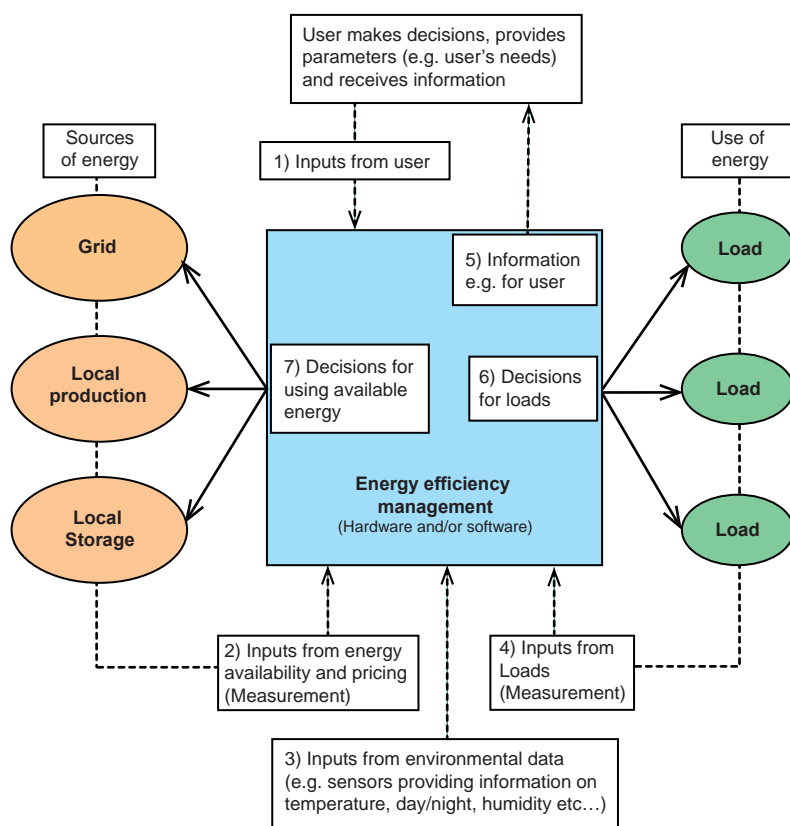 User makes decisions, provides
parameters (e.g. user's needs)
and receives information
Sources
of energy
1) Inputs from user
Use of
energy
Grid
5) Information
e.g. for user
Load
Local
production
7) Decisions for
using available
energy
6) Decisions
for loads
Load
Local
Storage
Energy efficiency
management
(Hardware and/or software)
Load
2) Inputs from energy
availability and pricing
(Measurement)
4) Inputs from
Loads
(Measurement)
3) Inputs from environmental data
(e.g. sensors providing information on
temperature, day/night, humidity etc…)